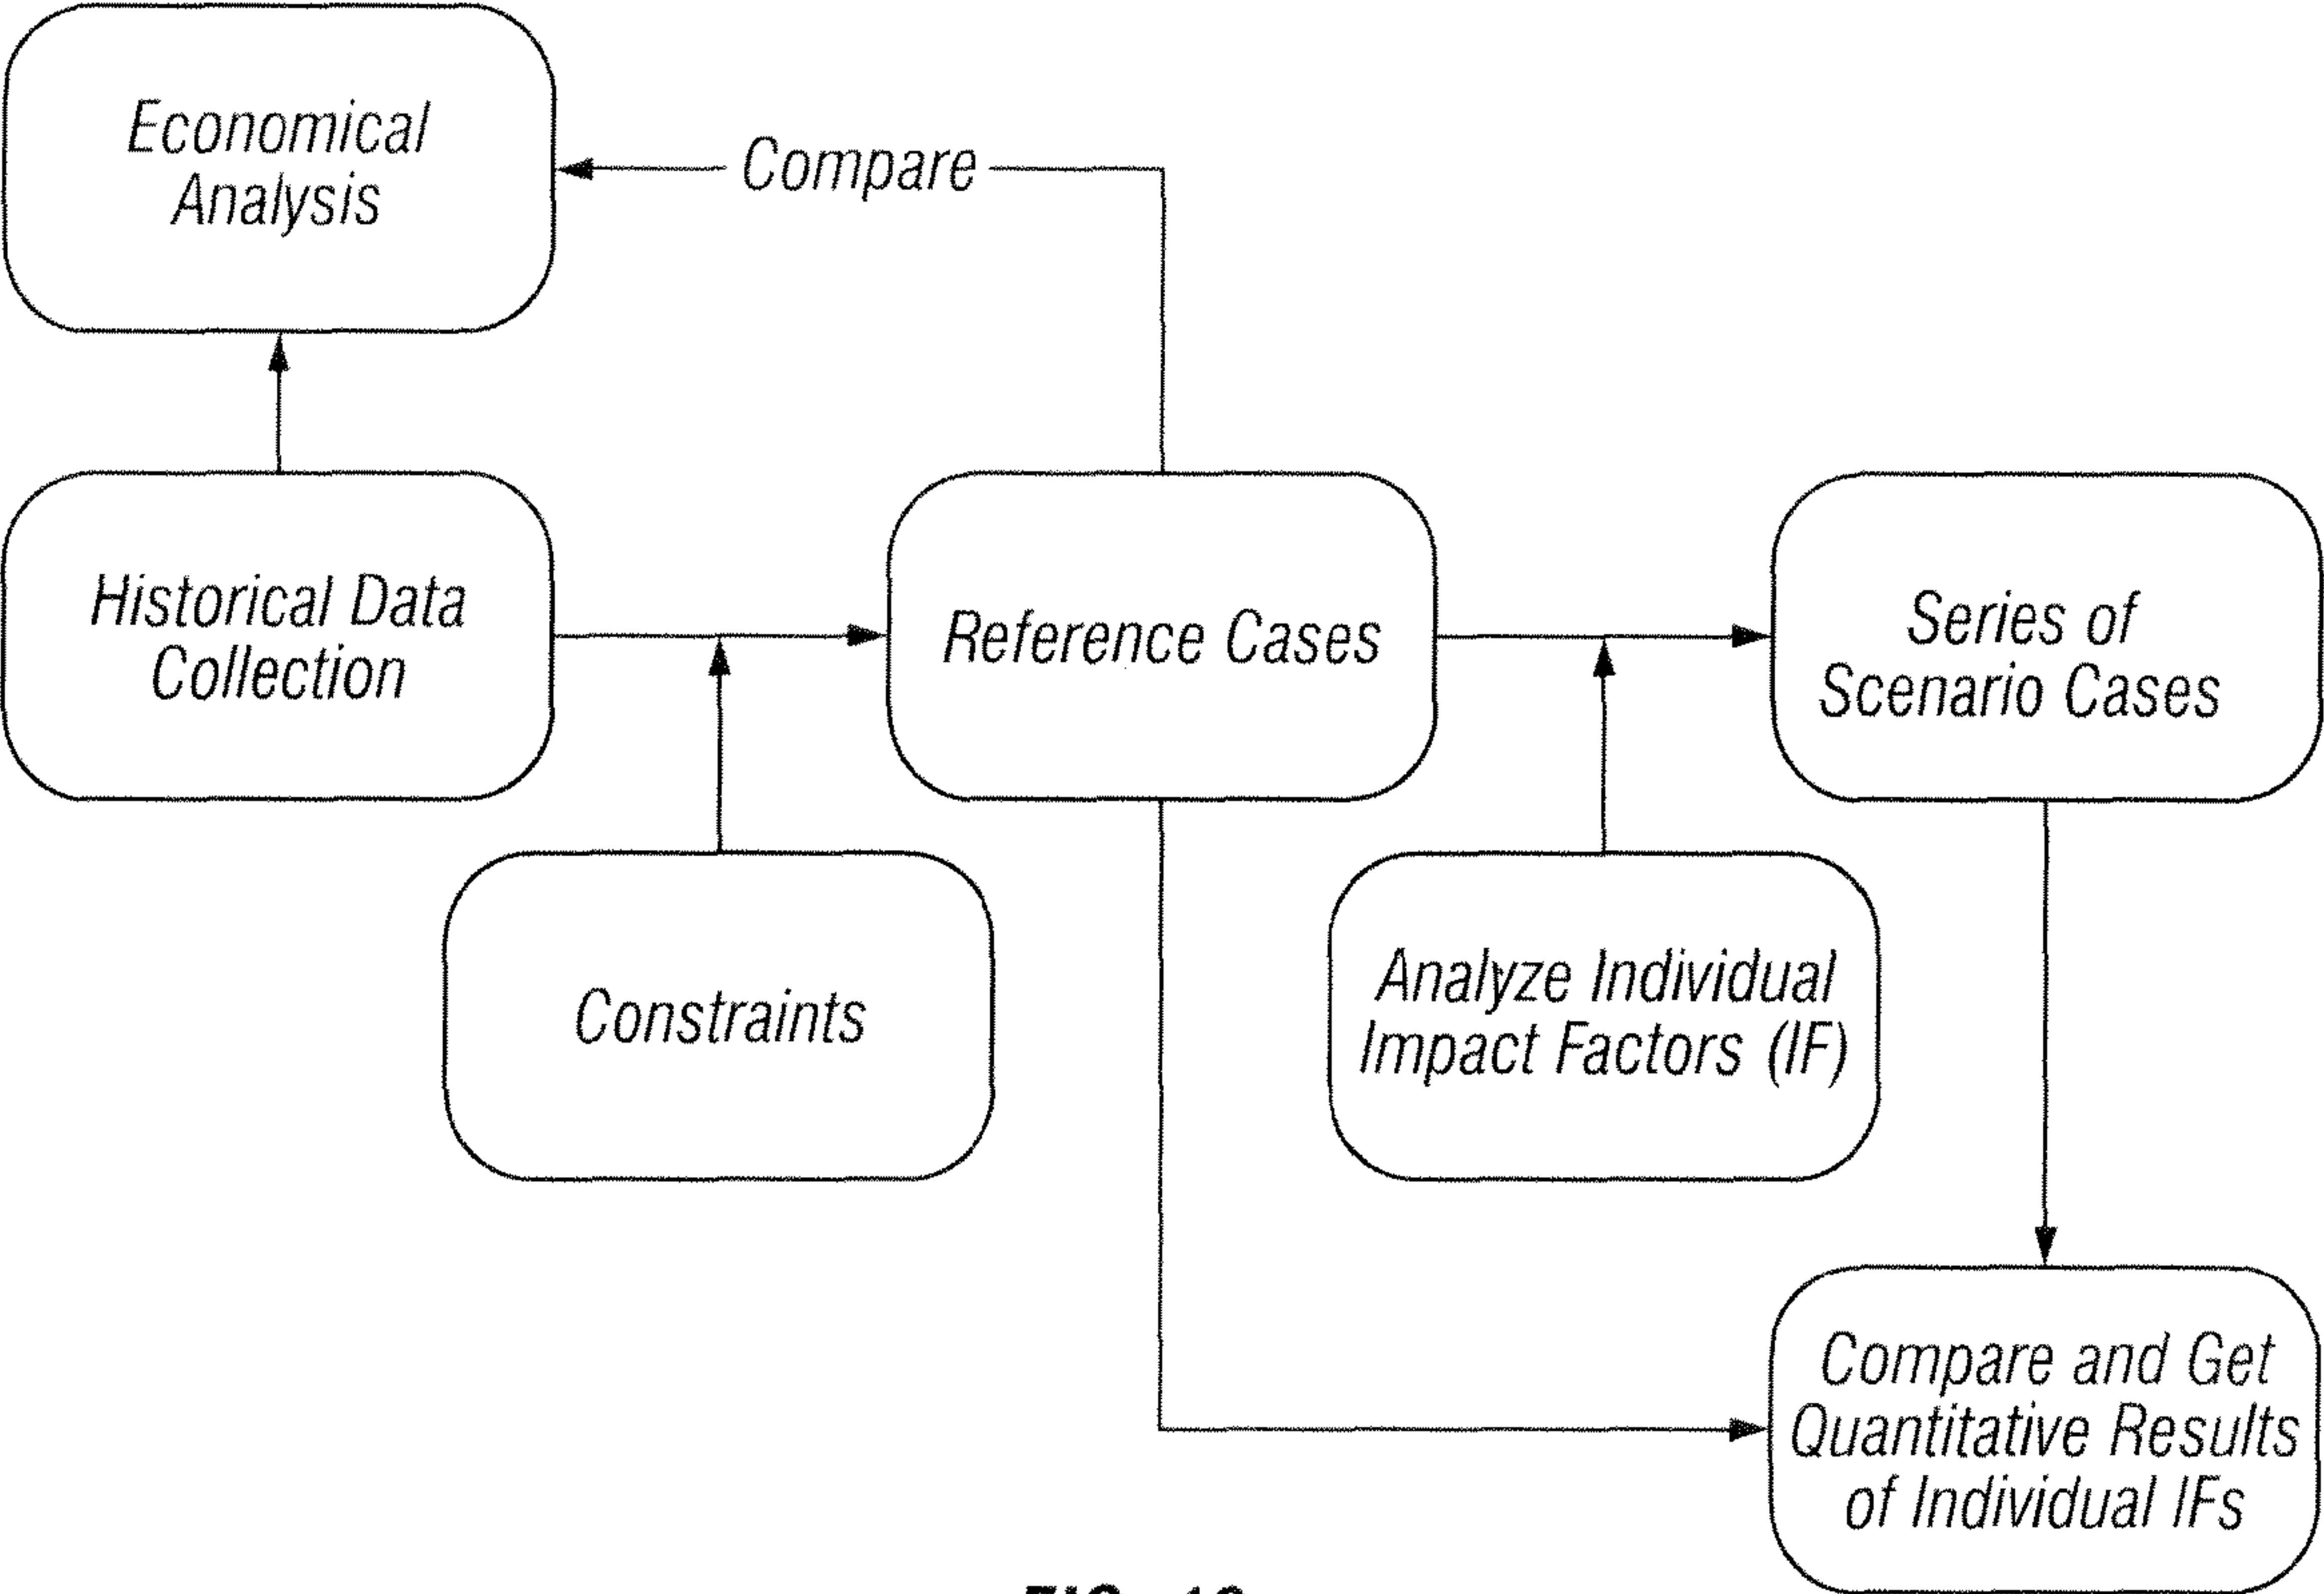 Economical
Analysis
Compare
Historical Data
Collection
Reference Cases
Series of
Scenario Cases
Constraints
Analyze Individual
Impact Factors (IF)
Compare and Get
Quantitative Results
of Individual IFs